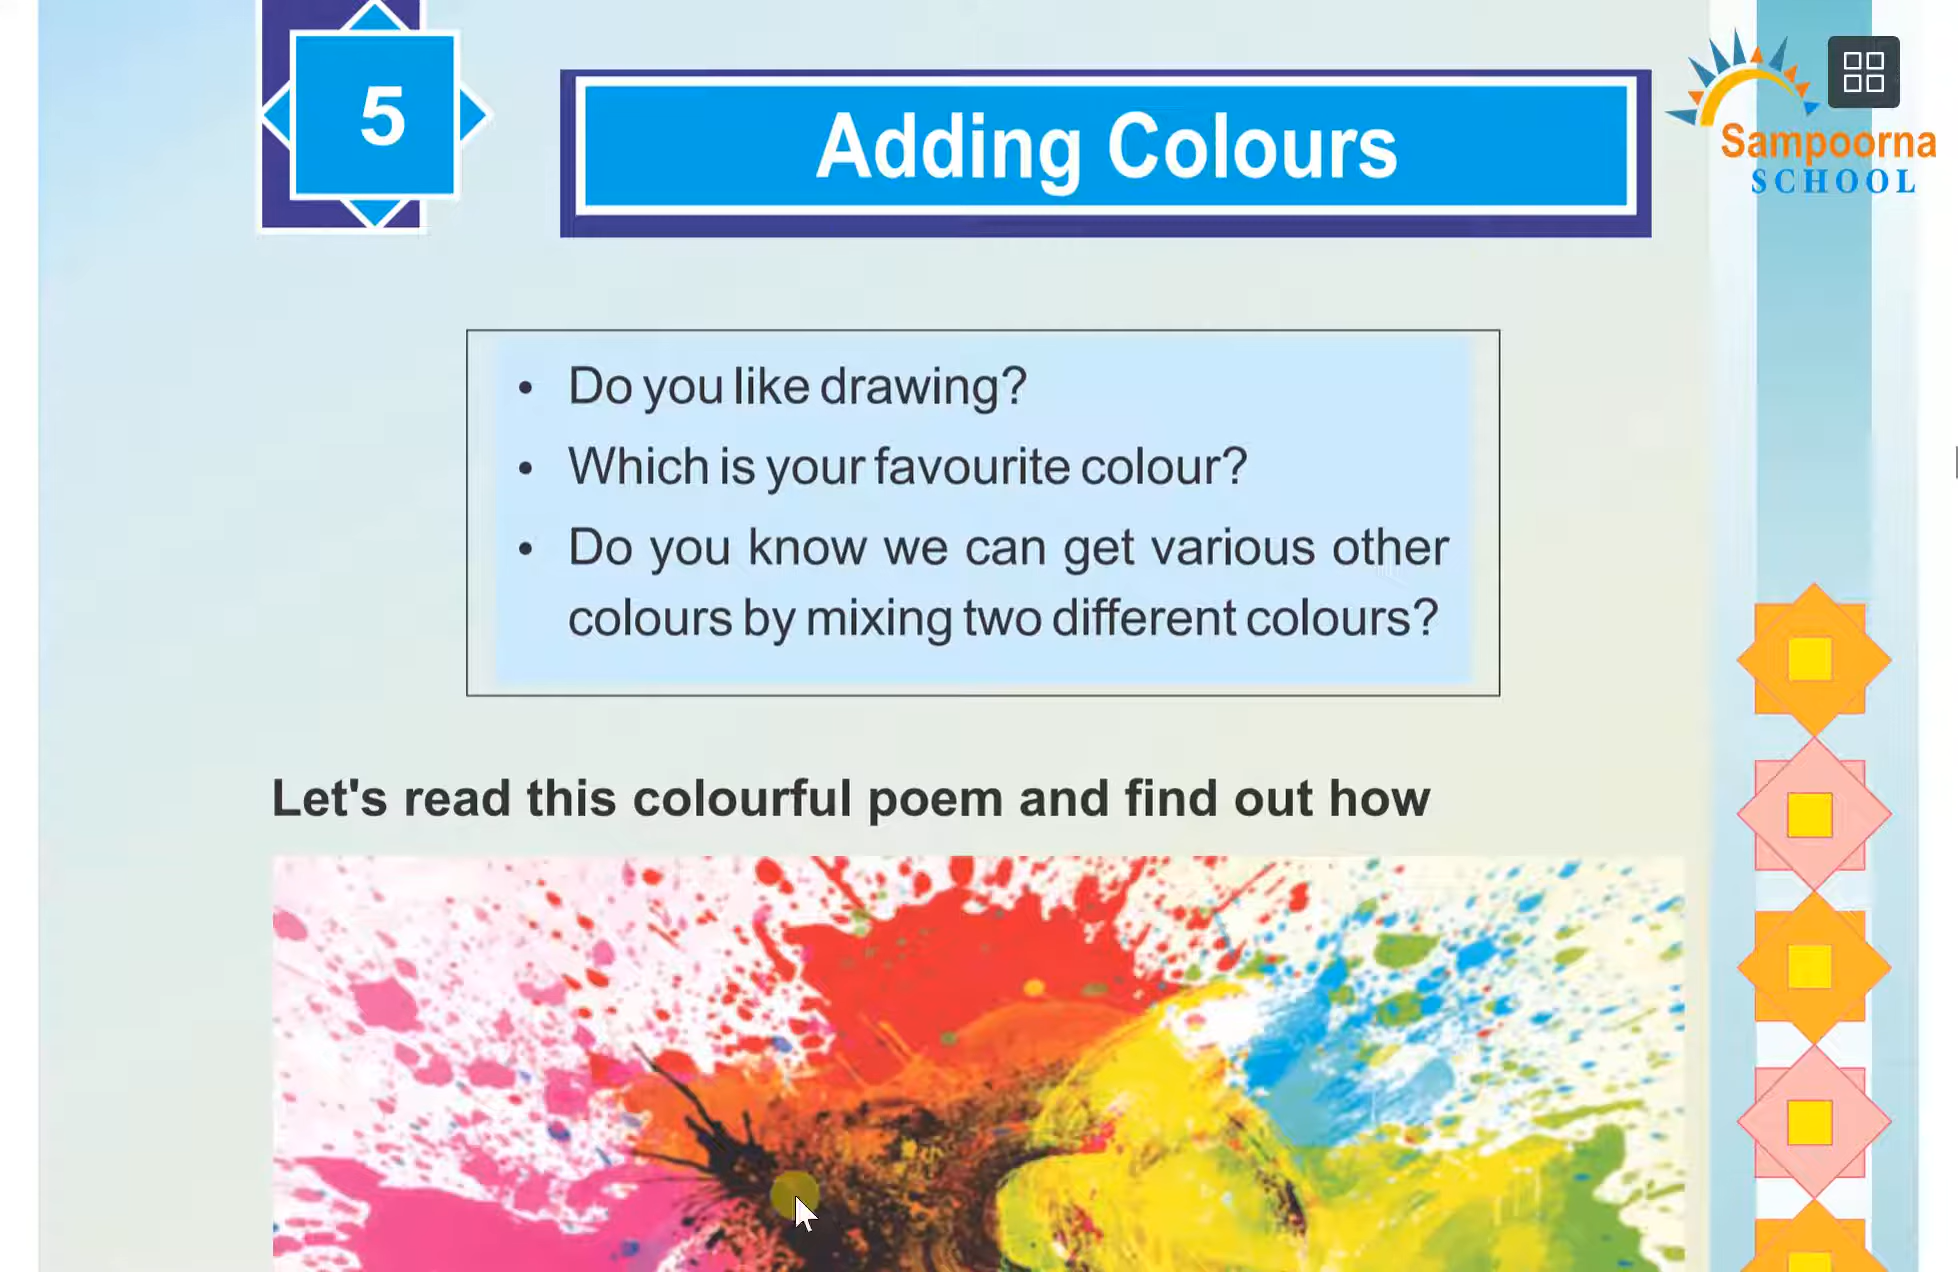 5
Adding Colours
Sampoorna
SCHOOL
• Do you like drawing?
• Which is your favourite colour?
• Do you know we can get various other
colours by mixing two different colours?
Let's read this colourful poem and find out how